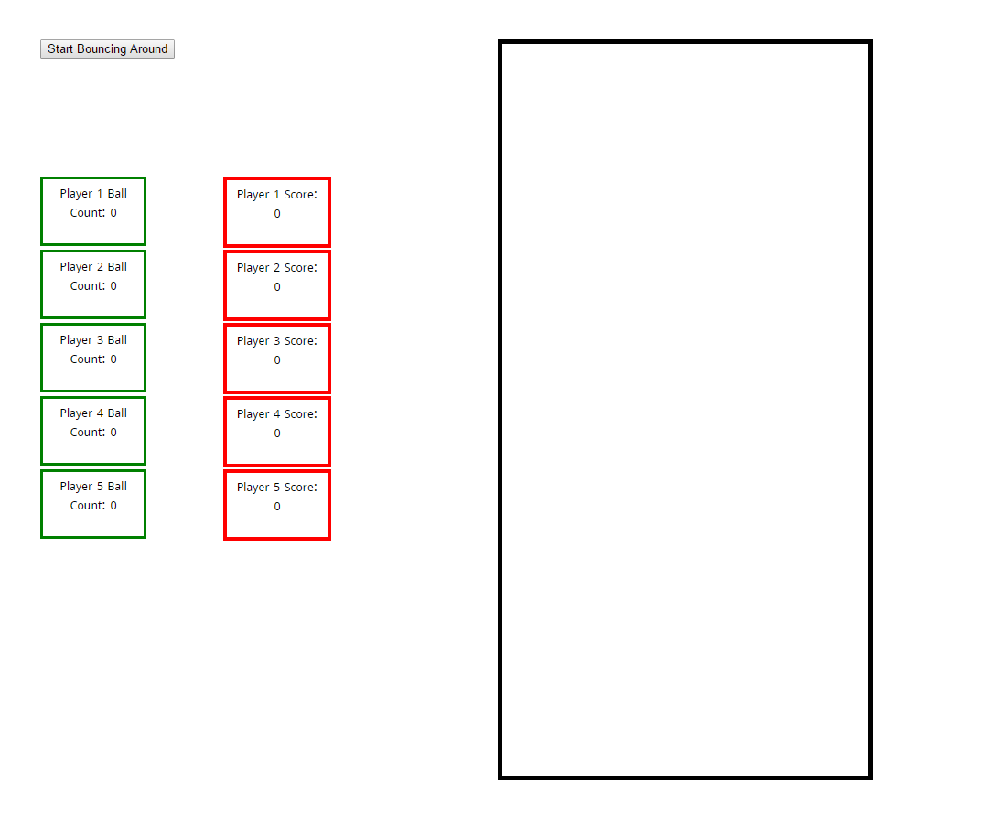 Start Bouncing Around
Player 1 Ball
Count: 0
Player 1 Score:
0
Player 2 Ball
Count: 0
Player 2 Score:
0
Player 3 Ball
Count: 0
Player 3 Score:
0
Player 4 Ball
Count: 0
Player 4 Score:
0
Player 5 Ball
Count: 0
Player 5 Score:
0